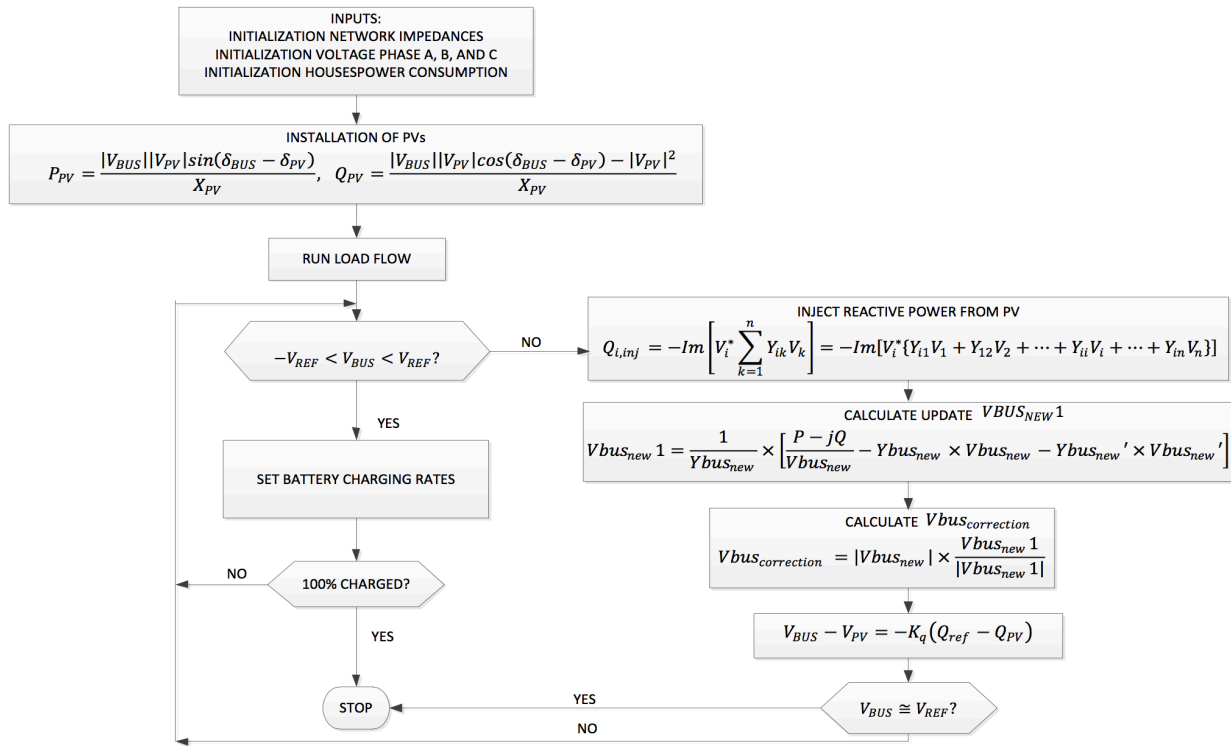 INPUTS:
INITIALIZATION NETWORK IMPEDANCES
INITIALIZATION VOLTAGE PHASE A, B, AND C
INITIALIZATION HOUSESPOWER CONSUMPTION
INSTALLATION OF PVs
P_PV = |V_BUS||V_PV|sin(δ_BUS − δ_PV) / X_PV, Q_PV = |V_BUS||V_PV|cos(δ_BUS − δ_PV) − |V_PV|² / X_PV
RUN LOAD FLOW
−V_REF < V_BUS < V_REF?
NO
YES
SET BATTERY CHARGING RATES
100% CHARGED?
NO
YES
STOP
INJECT REACTIVE POWER FROM PV
Q_i,inj = −Im[V_i^* ∑_{k=1}^{n} Y_ik V_k] = −Im[V_i^*{Y_i1 V_1 + Y_12 V_2 + ⋯ + Y_ii V_i + ⋯ + Y_in V_n}]
CALCULATE UPDATE VBUS_NEW 1
Vbus_new 1 = 1 / Ybus_new × [P − jQ / Vbus_new − Ybus_new × Vbus_new − Ybus_new ′ × Vbus_new ′]
CALCULATE Vbus_correction
Vbus_correction = |Vbus_new| × Vbus_new 1 / |Vbus_new 1|
V_BUS − V_PV = −K_q(Q_ref − Q_PV)
V_BUS ≅ V_REF?
YES
NO